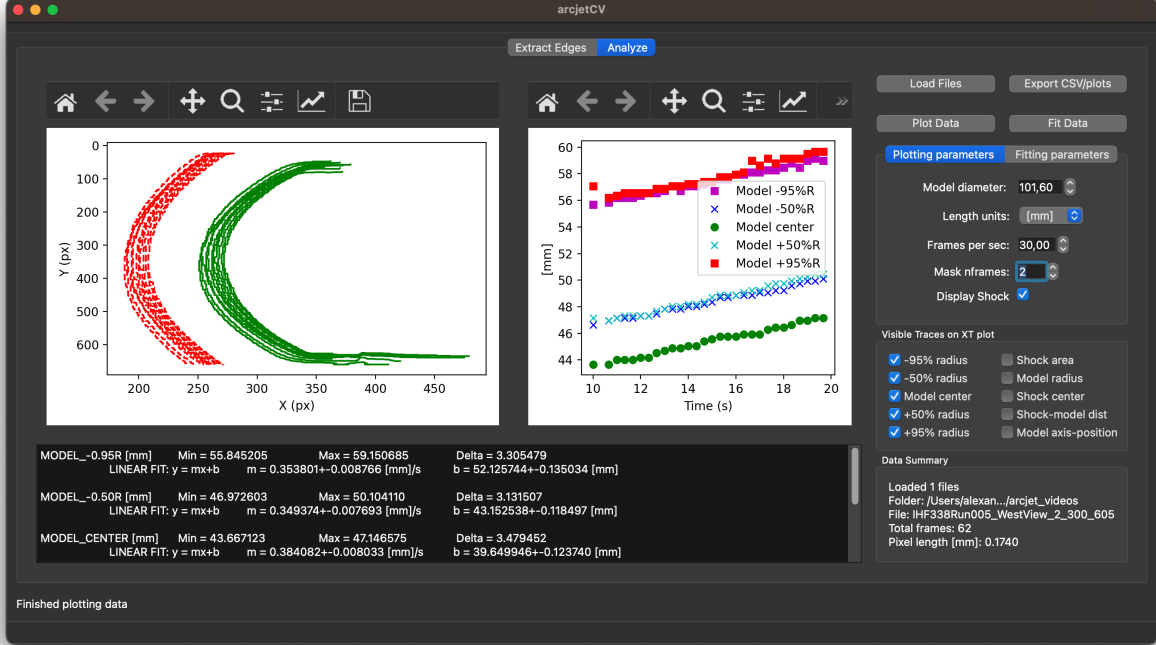 arcjetCV
Extract Edges Analyze
Load Files Export CSV/plots
Plot Data Fit Data
Plotting parameters Fitting parameters
Model diameter: 101,60
Length units: [mm]
Frames per sec: 30,00
Mask nframes: 2
Display Shock
Visible Traces on XT plot
-95% radius Shock area
-50% radius Model radius
Model center Shock center
+50% radius Shock-model dist
+95% radius Model axis-position
Data Summary
Loaded 1 files
Folder: /Users/alexan.../arcjet_videos
File: IHF338Run005_WestView_2_300_605
Total frames: 62
Pixel length [mm]: 0.1740
0
100
200
300
400
500
600
Y (px)
200 250 300 350 400 450
X (px)
60
58
56
54
52
50
48
46
44
[mm]
Model -95%R
Model -50%R
Model center
Model +50%R
Model +95%R
10 12 14 16 18 20
Time (s)
MODEL_-0.95R [mm] Min = 55.845205 Max = 59.150685 Delta = 3.305479
LINEAR FIT: y = mx+b m = 0.353801+-0.008766 [mm]/s b = 52.125744+-0.135034 [mm]
MODEL_-0.50R [mm] Min = 46.972603 Max = 50.104110 Delta = 3.131507
LINEAR FIT: y = mx+b m = 0.349374+-0.007693 [mm]/s b = 43.152538+-0.118497 [mm]
MODEL_CENTER [mm] Min = 43.667123 Max = 47.146575 Delta = 3.479452
LINEAR FIT: y = mx+b m = 0.384082+-0.008033 [mm]/s b = 39.649946+-0.123740 [mm]
Finished plotting data